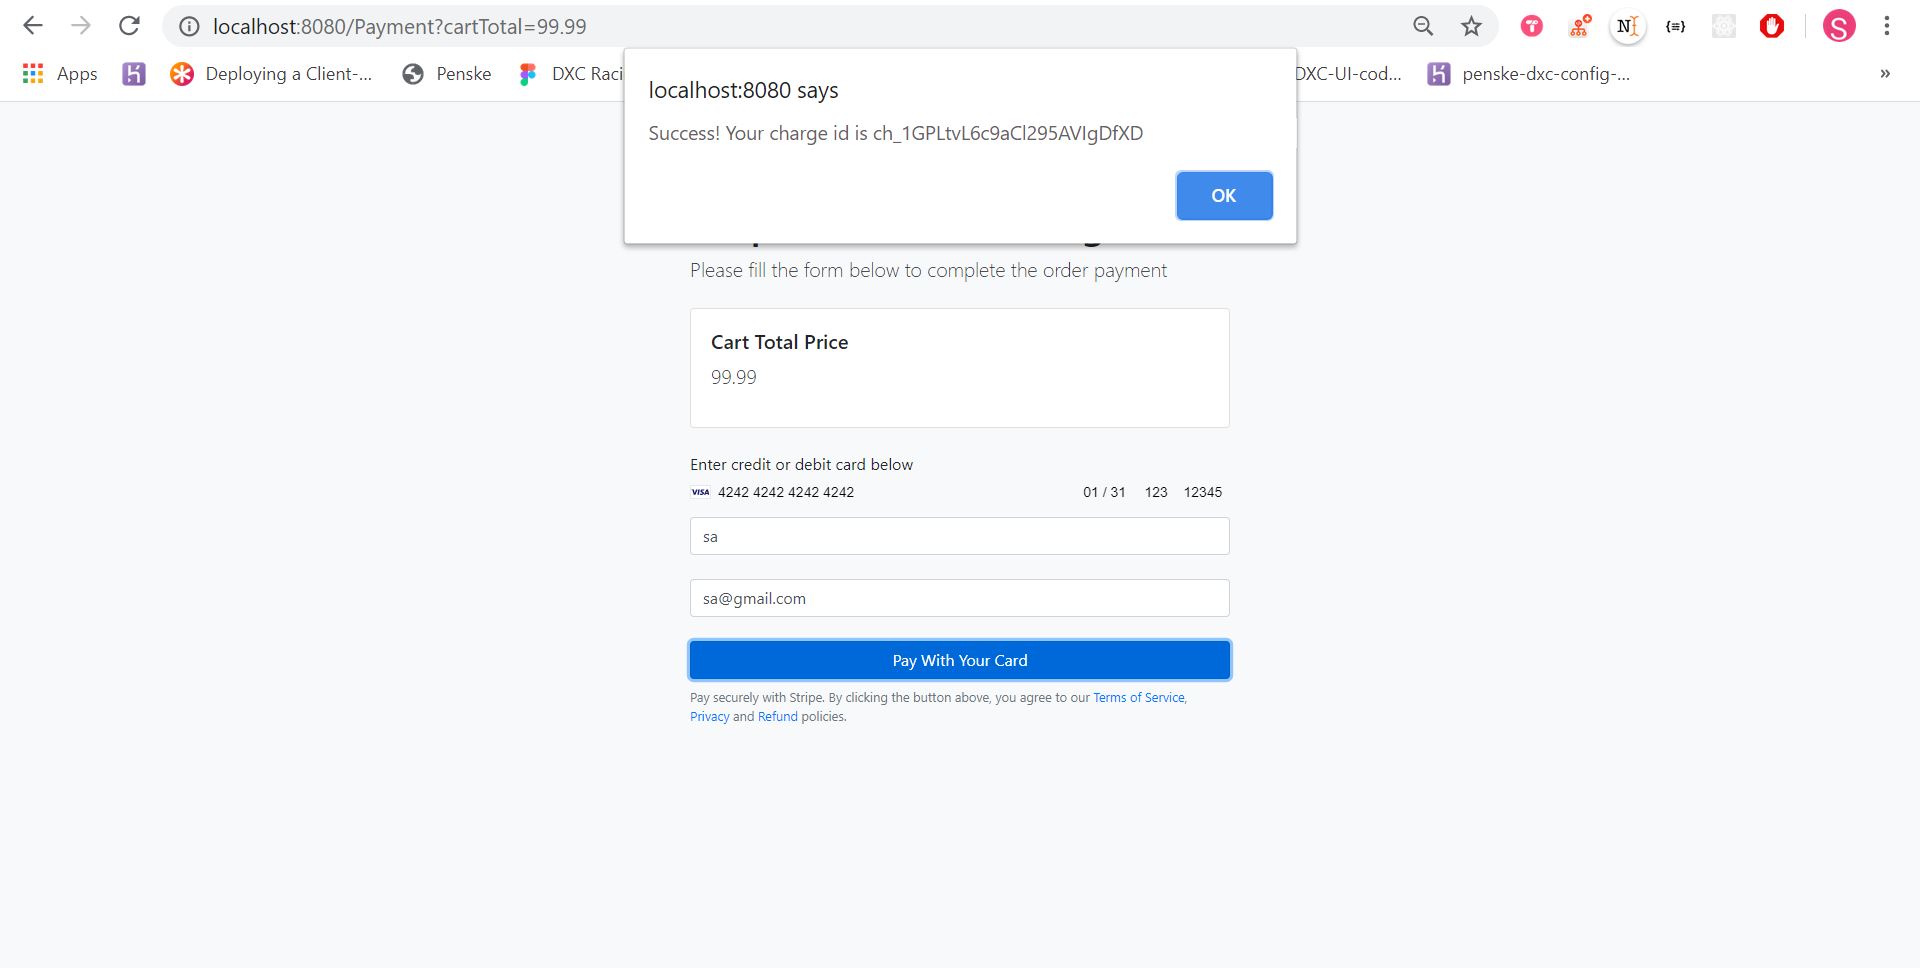 localhost:8080/Payment?cartTotal=99.99
Apps
Deploying a Client-...
Penske
DXC Raci
DXC-UI-cod...
penske-dxc-config-...
»
localhost:8080 says
Success! Your charge id is ch_1GPLtvL6c9aCl295AVIgDfXD
OK
Please fill the form below to complete the order payment
Cart Total Price
99.99
Enter credit or debit card below
VISA 4242 4242 4242 4242 01 / 31 123 12345
sa
sa@gmail.com
Pay With Your Card
Pay securely with Stripe. By clicking the button above, you agree to our Terms of Service,
Privacy and Refund policies.